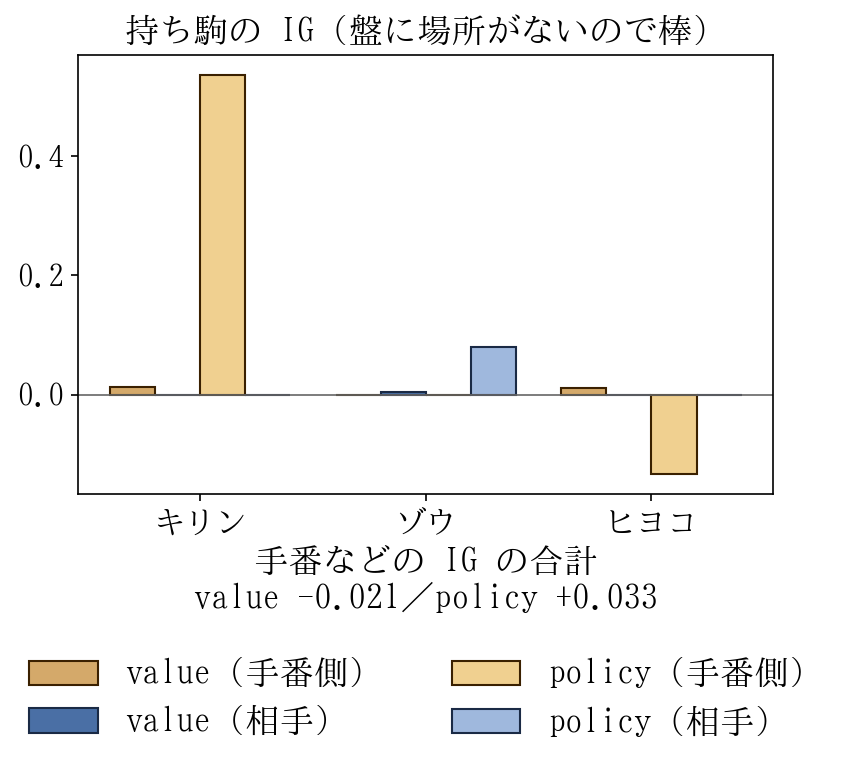 持ち駒の IG（盤に場所がないので棒）
0.4
0.2
0.0
キリン ゾウ ヒヨコ
手番などの IG の合計
value -0.021／policy +0.033
value（手番側） policy（手番側）
value（相手） policy（相手）